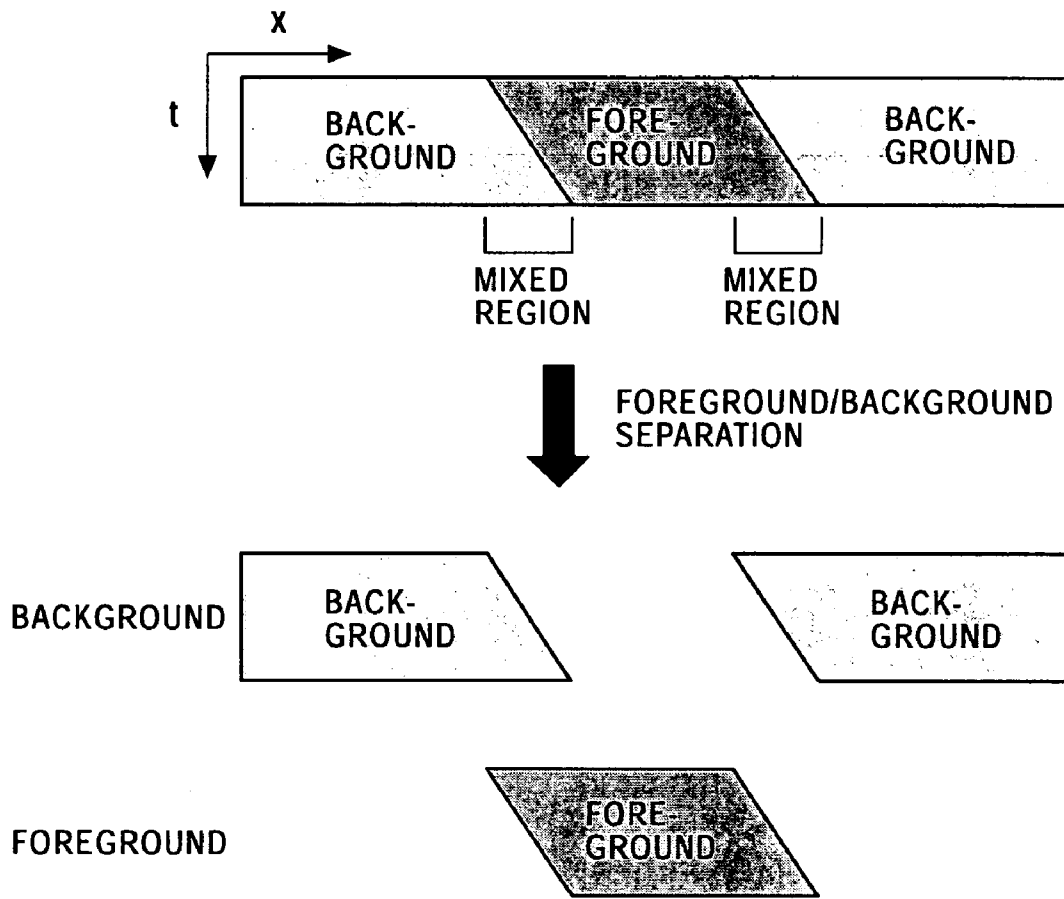 X
t
BACK-
GROUND
FORE-
GROUND
BACK-
GROUND
MIXED
REGION
MIXED
REGION
FOREGROUND/BACKGROUND
SEPARATION
BACKGROUND
BACK-
GROUND
BACK-
GROUND
FOREGROUND
FORE-
GROUND